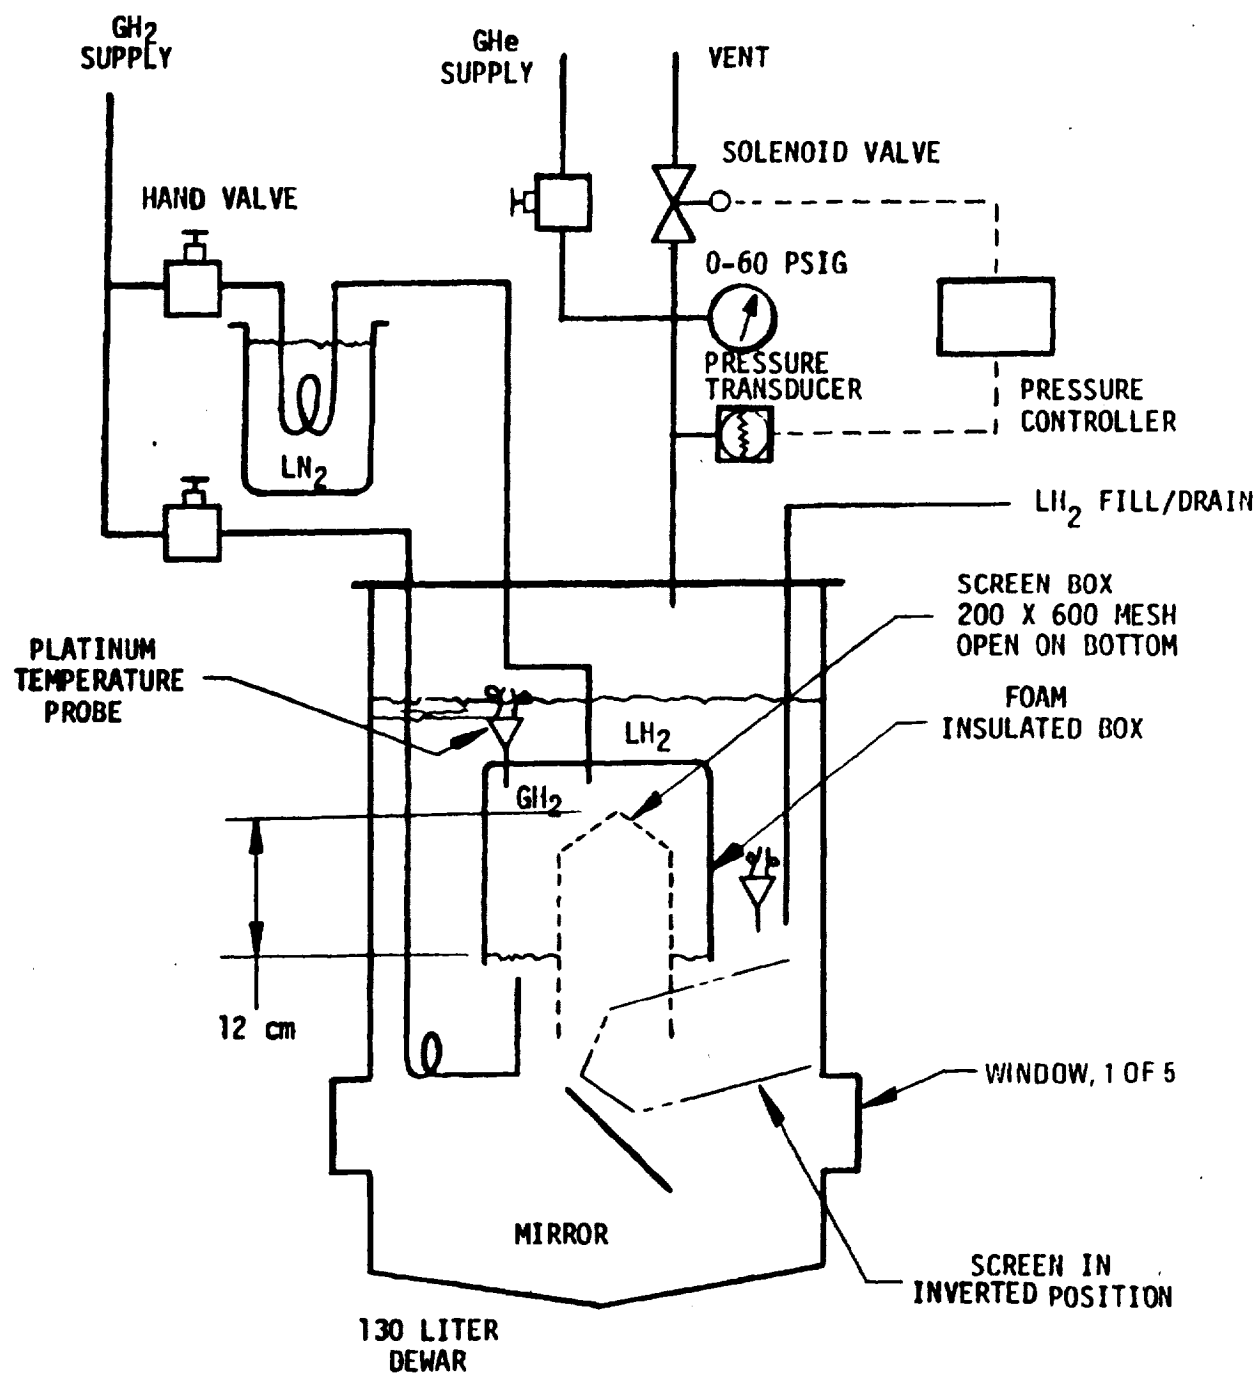 GH2
SUPPLY
GHe
SUPPLY
VENT
SOLENOID VALVE
HAND VALVE
0-60 PSIG
PRESSURE
TRANSDUCER
PRESSURE
CONTROLLER
LN2
LH2 FILL/DRAIN
SCREEN BOX
200 X 600 MESH
OPEN ON BOTTOM
PLATINUM
TEMPERATURE
PROBE
FOAM
INSULATED BOX
LH2
GH2
12 cm
WINDOW, 1 OF 5
MIRROR
SCREEN IN
INVERTED POSITION
130 LITER
DEWAR